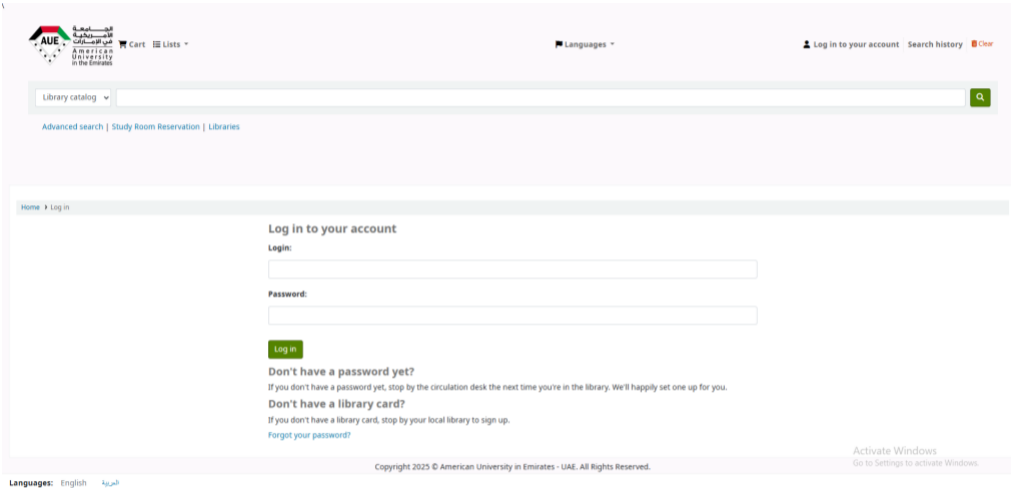 \
AUE
الجـــامعـة
الأمـريكيـة
في الإمـارات
American
University
in the Emirates
Cart Lists
Languages
Log in to your account Search history Clear
Library catalog
Advanced search | Study Room Reservation | Libraries
Home › Log in
Log in to your account
Login:
Password:
Log in
Don't have a password yet?
If you don't have a password yet, stop by the circulation desk the next time you're in the library. We'll happily set one up for you.
Don't have a library card?
If you don't have a library card, stop by your local library to sign up.
Forgot your password?
Activate Windows
Go to Settings to activate Windows.
Copyright 2025 © American University in Emirates - UAE. All Rights Reserved.
Languages: English العربية